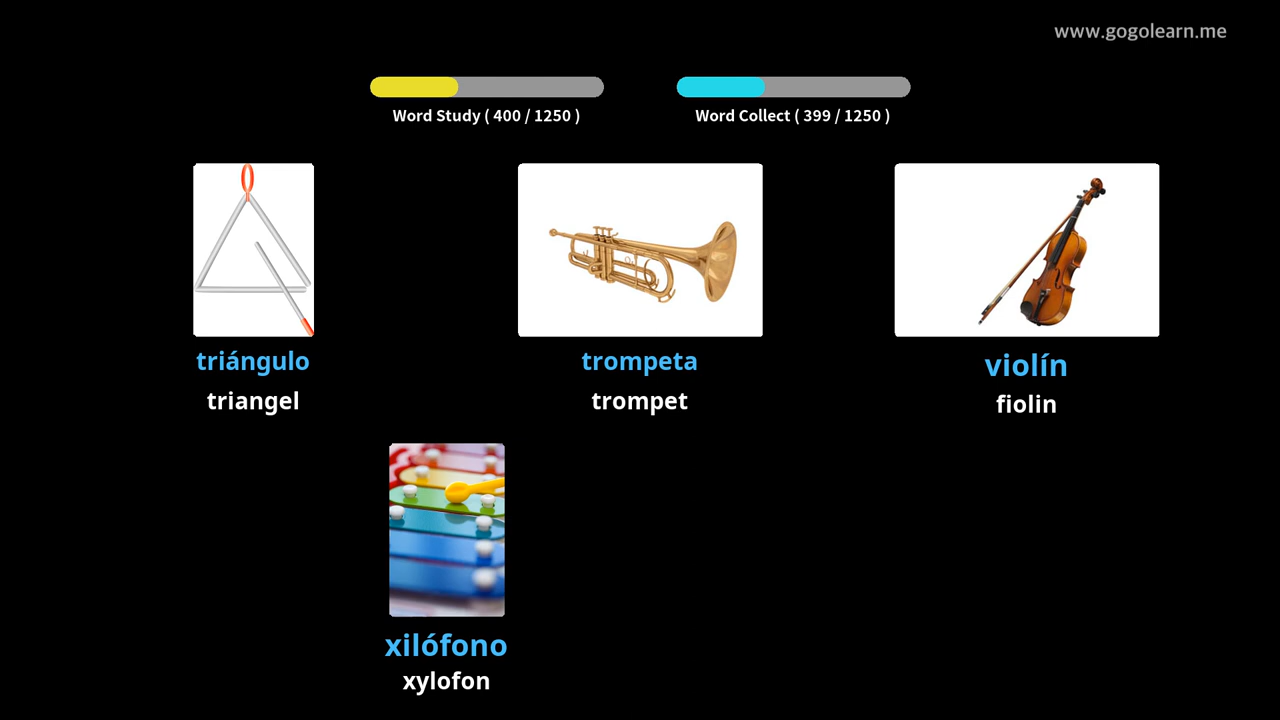 www.gogolearn.me
Word Study ( 400 / 1250 )
Word Collect ( 399 / 1250 )
triángulo
triangel
trompeta
trompet
violín
fiolin
xilófono
xylofon